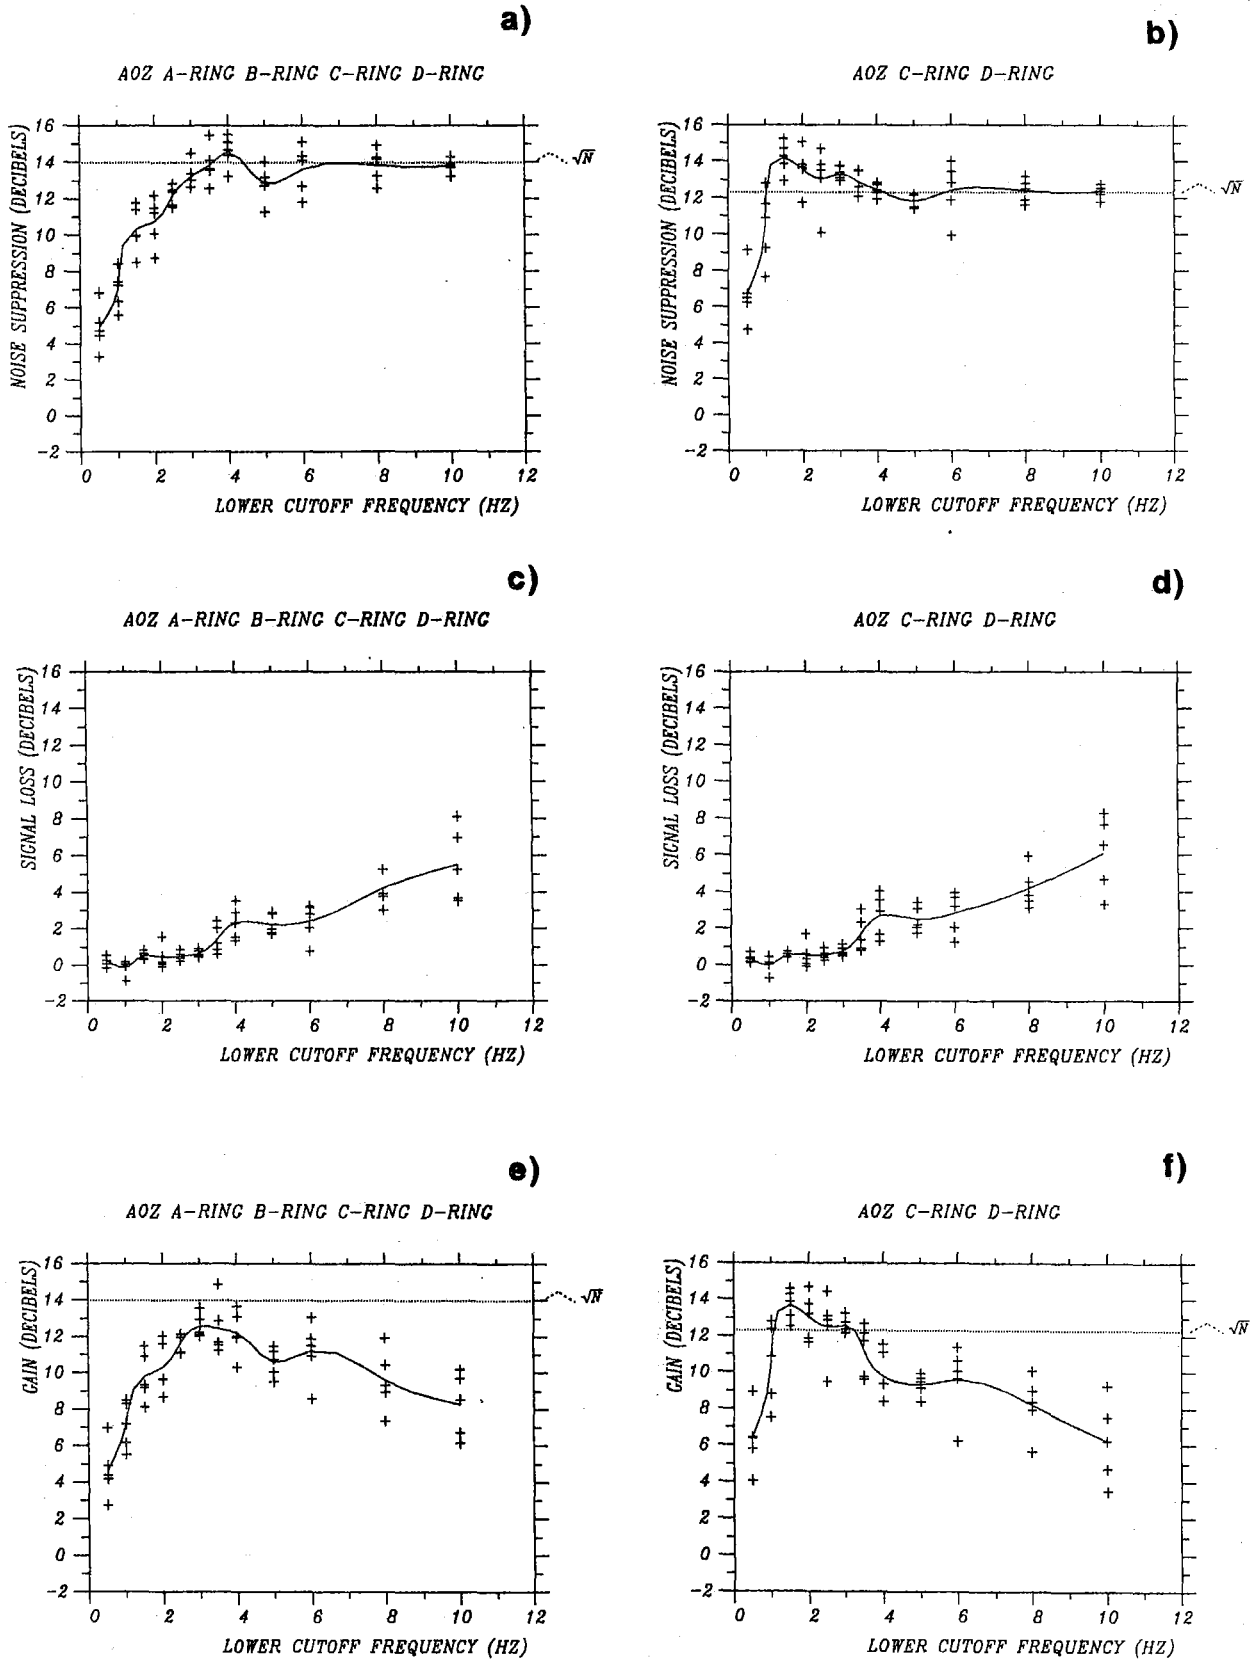 a)
AOZ A-RING B-RING C-RING D-RING
NOISE SUPPRESSION (DECIBELS)
16
14
12
10
8
6
4
2
0
-2
√N
0 2 4 6 8 10 12
LOWER CUTOFF FREQUENCY (HZ)
b)
AOZ C-RING D-RING
NOISE SUPPRESSION (DECIBELS)
16
14
12
10
8
6
4
2
0
-2
√N
0 2 4 6 8 10 12
LOWER CUTOFF FREQUENCY (HZ)
c)
AOZ A-RING B-RING C-RING D-RING
SIGNAL LOSS (DECIBELS)
16
14
12
10
8
6
4
2
0
-2
0 2 4 6 8 10 12
LOWER CUTOFF FREQUENCY (HZ)
d)
AOZ C-RING D-RING
SIGNAL LOSS (DECIBELS)
16
14
12
10
8
6
4
2
0
-2
0 2 4 6 8 10 12
LOWER CUTOFF FREQUENCY (HZ)
e)
AOZ A-RING B-RING C-RING D-RING
GAIN (DECIBELS)
16
14
12
10
8
6
4
2
0
-2
√N
0 2 4 6 8 10 12
LOWER CUTOFF FREQUENCY (HZ)
f)
AOZ C-RING D-RING
GAIN (DECIBELS)
16
14
12
10
8
6
4
2
0
-2
√N
0 2 4 6 8 10 12
LOWER CUTOFF FREQUENCY (HZ)